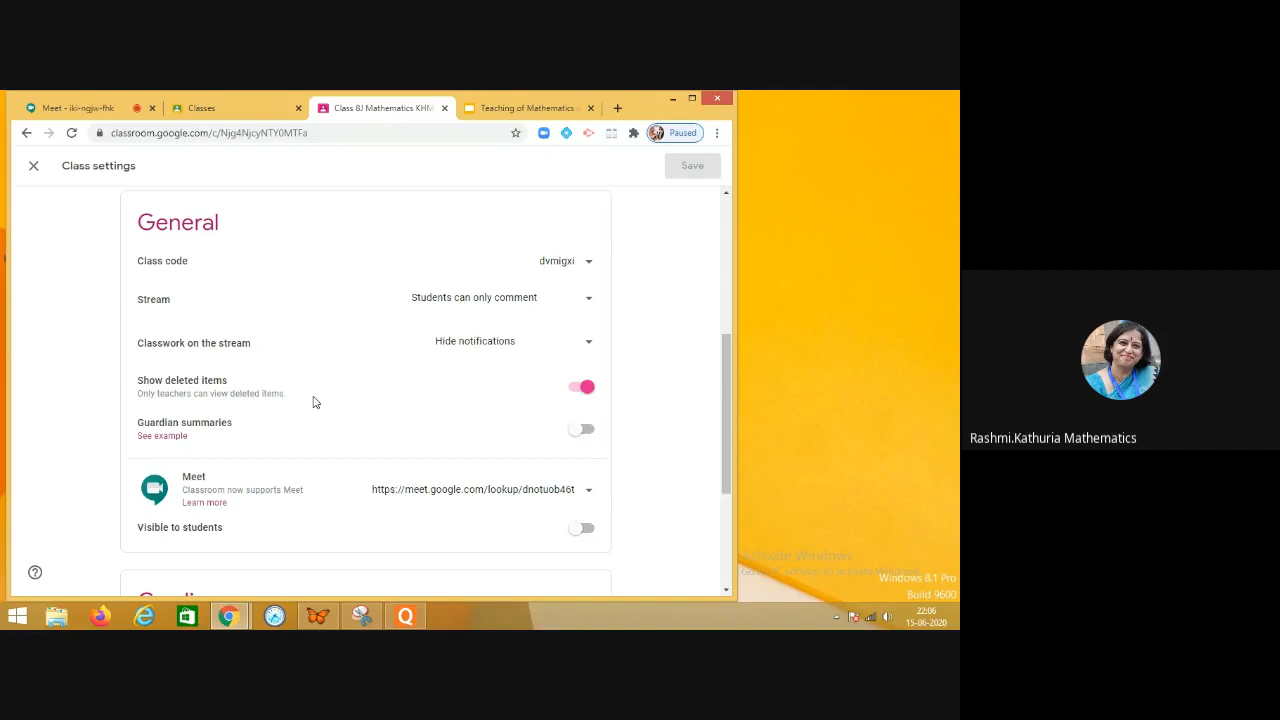 Meet - iki-ngjw-fhk
Classes
Class 8J Mathematics KHM
Teaching of Mathematics
classroom.google.com/c/Njg4NjcyNTY0MTFa
Paused
Class settings
Save
General
Class code
dvmigxi
Stream
Students can only comment
Classwork on the stream
Hide notifications
Show deleted items
Only teachers can view deleted items.
Guardian summaries
See example
Meet
Classroom now supports Meet
https://meet.google.com/lookup/dnotuob46t
Learn more
Visible to students
Activate Windows
Windows 8.1 Pro
Build 9600
22:06
15-06-2020
Rashmi.Kathuria Mathematics